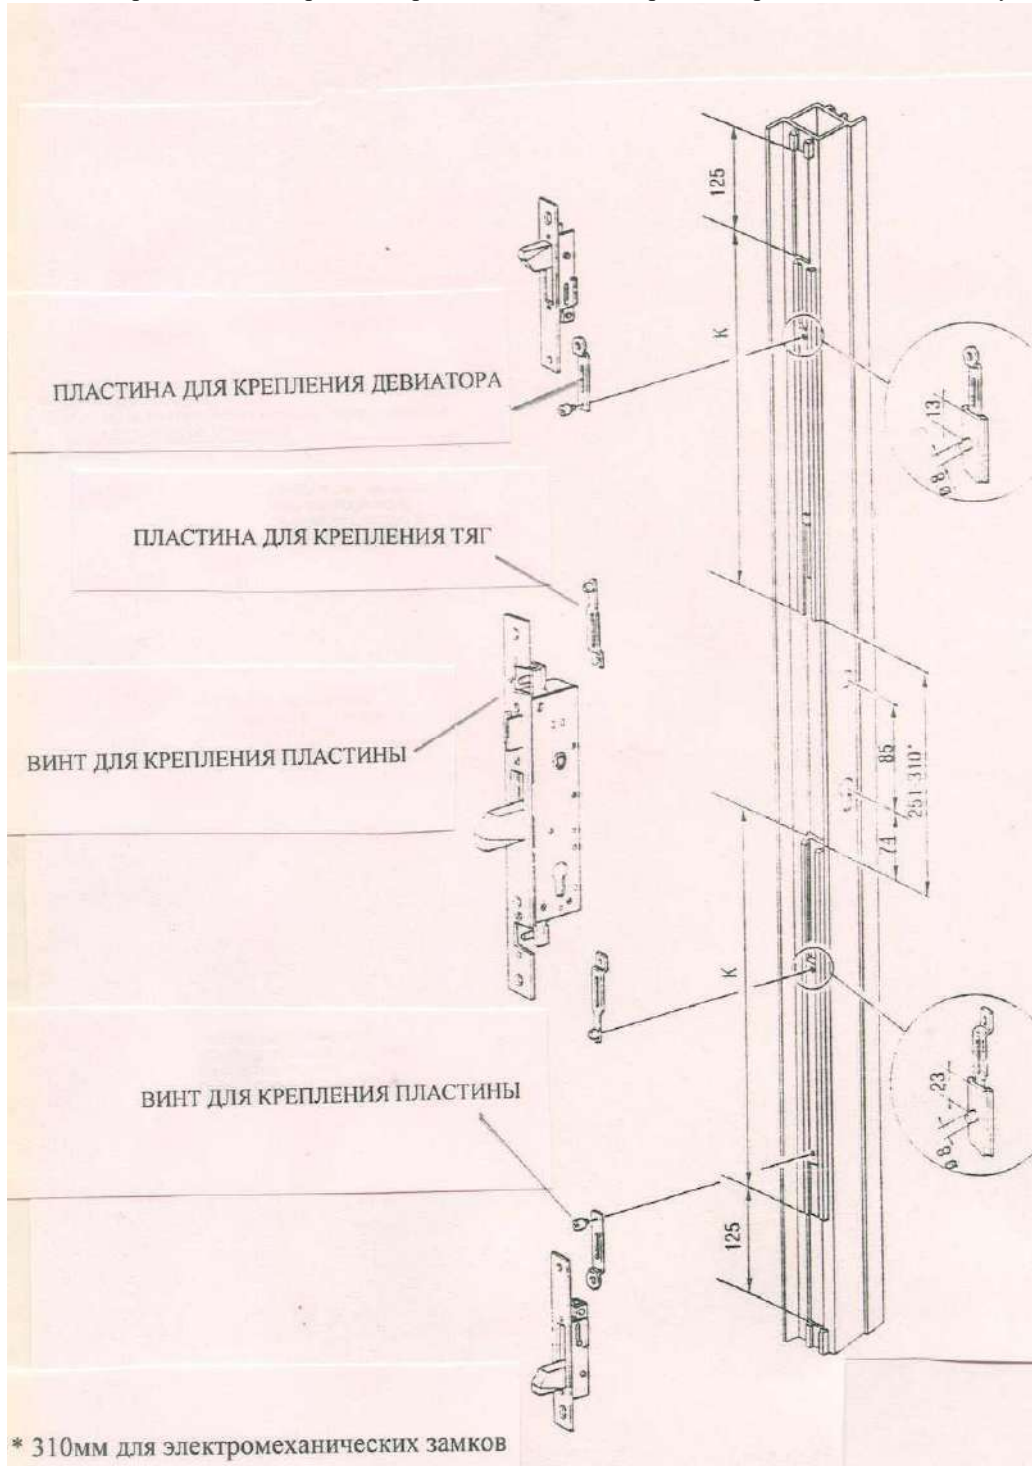 125
K
ПЛАСТИНА ДЛЯ КРЕПЛЕНИЯ ДЕВИАТОРА
13
ø 8
ПЛАСТИНА ДЛЯ КРЕПЛЕНИЯ ТЯГ
ВИНТ ДЛЯ КРЕПЛЕНИЯ ПЛАСТИНЫ
85
251-310*
74
K
23
ø 8
ВИНТ ДЛЯ КРЕПЛЕНИЯ ПЛАСТИНЫ
125
* 310мм для электромеханических замков